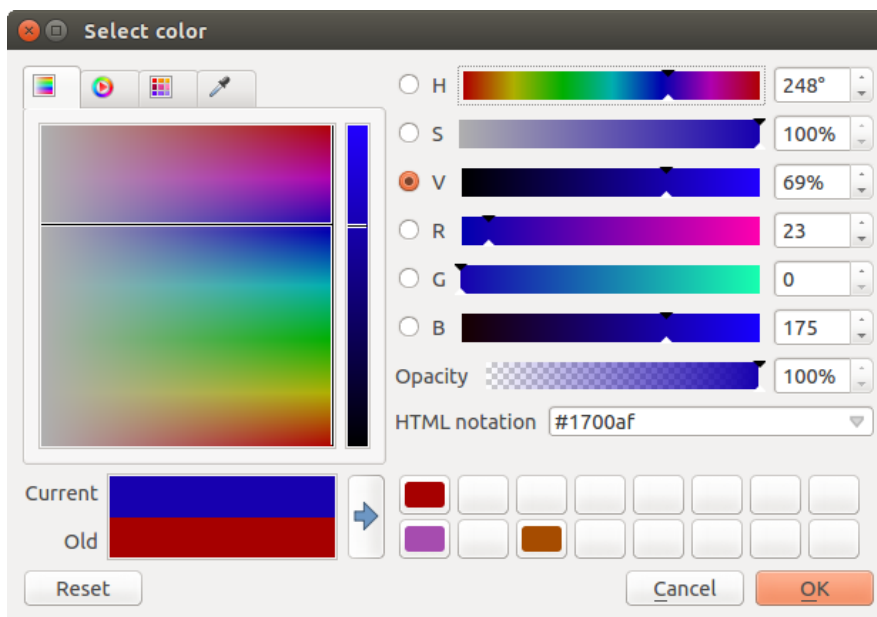 Select color
H 248°
S 100%
V 69%
R 23
G 0
B 175
Opacity 100%
HTML notation #1700af
Current
Old
Reset Cancel OK